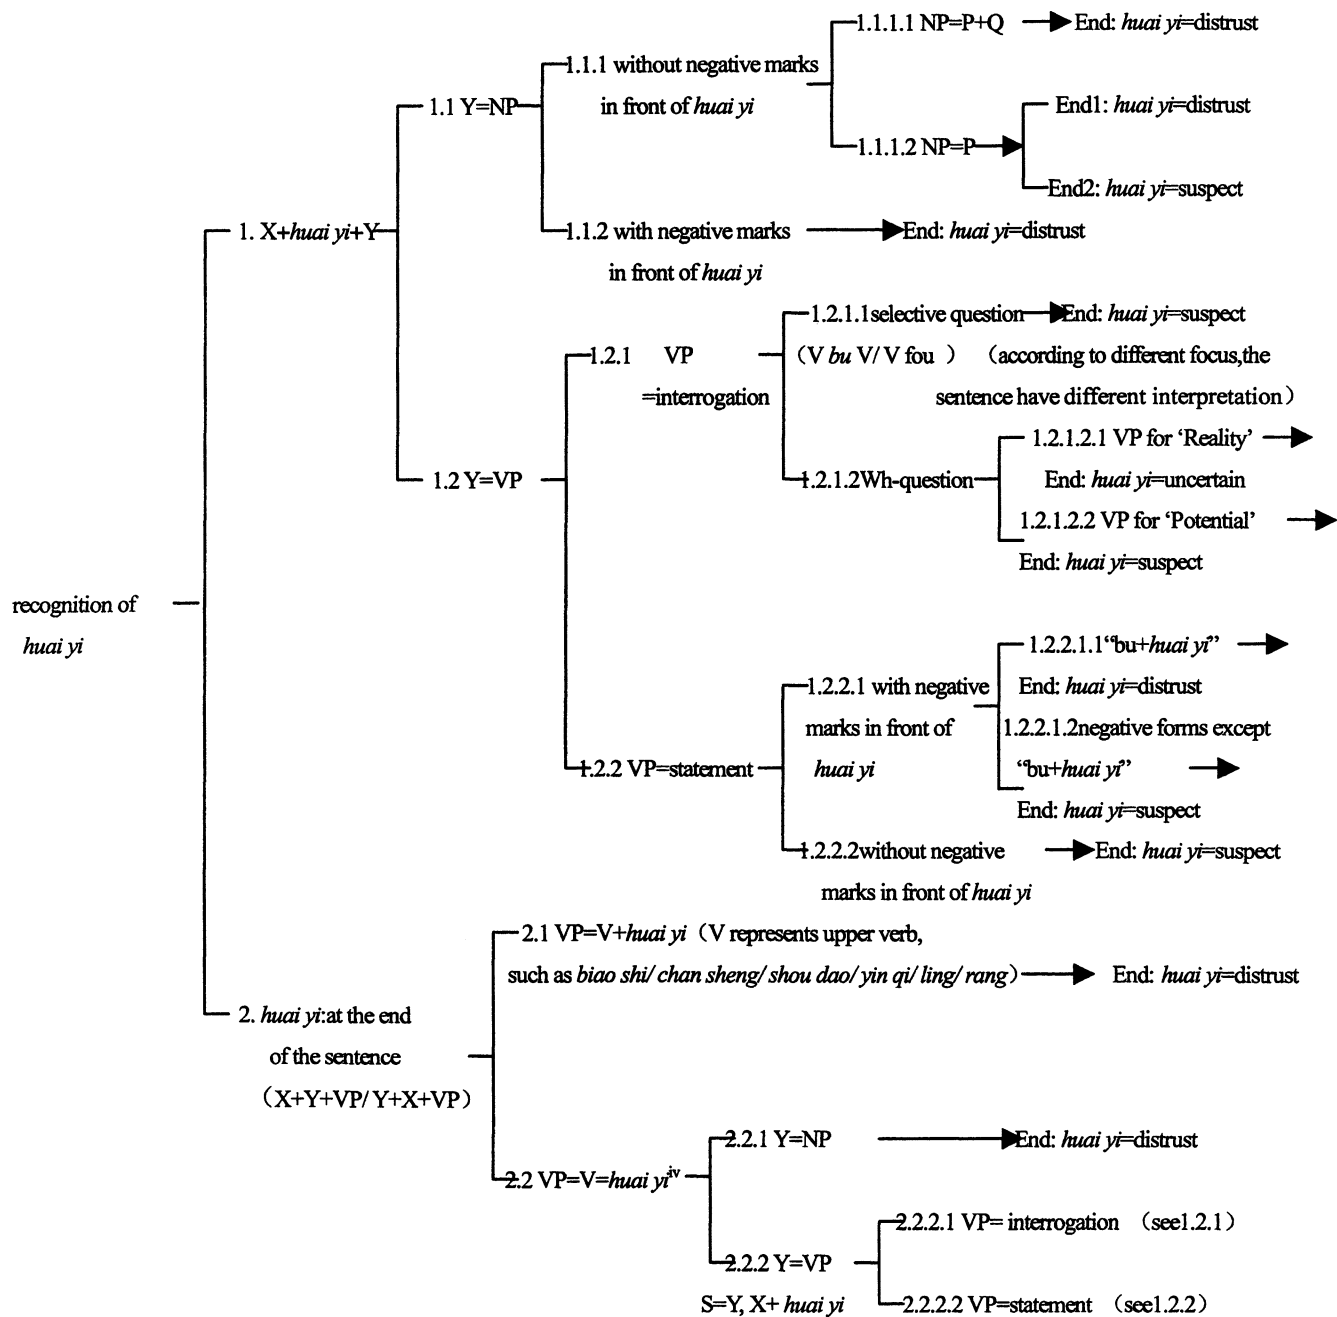 1.1.1.1 NP=P+Q End: huai yi=distrust
1.1.1 without negative marks
in front of huai yi
1.1 Y=NP
End1: huai yi=distrust
1.1.1.2 NP=P
End2: huai yi=suspect
1. X+huai yi+Y
1.1.2 with negative marks End: huai yi=distrust
in front of huai yi
1.2.1.1selective question End: huai yi=suspect
1.2.1 VP (V bu V/ V fou ) (according to different focus,the
=interrogation sentence have different interpretation)
1.2.1.2.1 VP for ‘Reality’
1.2 Y=VP 1.2.1.2Wh-question End: huai yi=uncertain
1.2.1.2.2 VP for ‘Potential’
End: huai yi=suspect
recognition of
huai yi
1.2.2.1.1“bu+huai yi”
1.2.2.1 with negative End: huai yi=distrust
marks in front of 1.2.2.1.2negative forms except
1.2.2 VP=statement huai yi “bu+huai yi”
End: huai yi=suspect
1.2.2.2without negative End: huai yi=suspect
marks in front of huai yi
2.1 VP=V+huai yi (V represents upper verb,
such as biao shi/ chan sheng/ shou dao/ yin qi/ ling/ rang) End: huai yi=distrust
2. huai yi:at the end
of the sentence
(X+Y+VP/ Y+X+VP)
2.2.1 Y=NP End: huai yi=distrust
2.2 VP=V=huai yi iv
2.2.2.1 VP= interrogation (see1.2.1)
2.2.2 Y=VP
S=Y, X+ huai yi 2.2.2.2 VP=statement (see1.2.2)